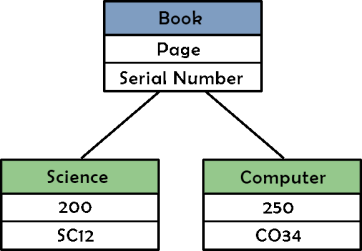 Book
Page
Serial Number
Science
200
SC12
Computer
250
CO34